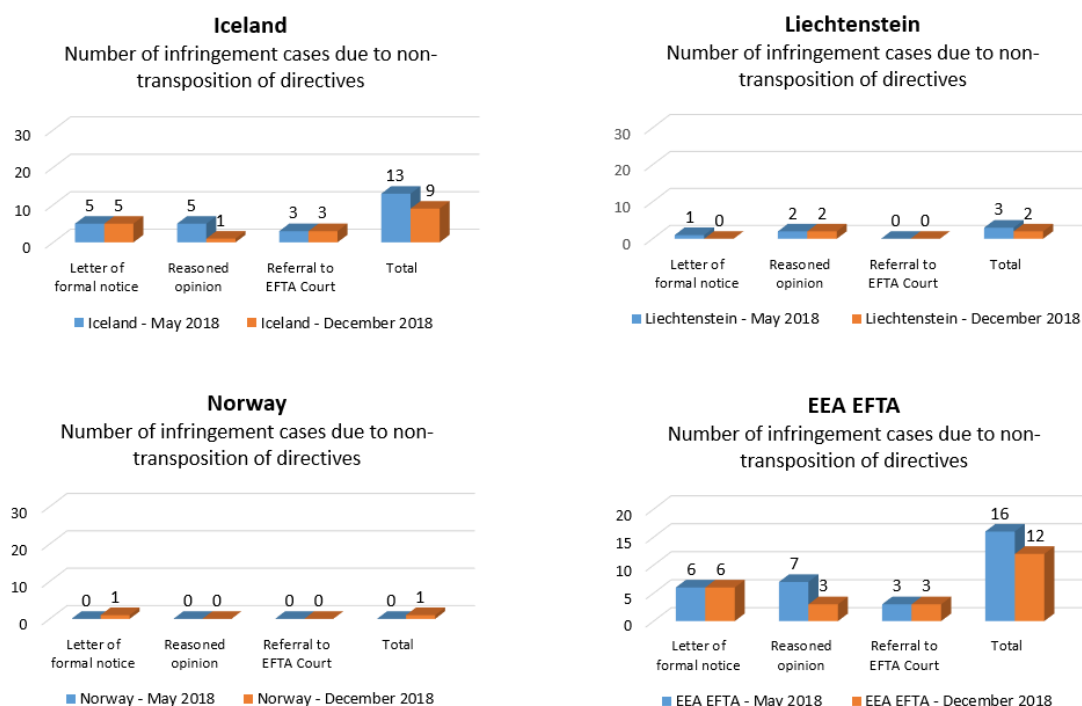 Iceland
Number of infringement cases due to non-
transposition of directives
30
20
10
0
5 5 5 1 3 3 13 9
Letter of formal notice
Reasoned opinion
Referral to EFTA Court
Total
Iceland - May 2018 Iceland - December 2018
Liechtenstein
Number of infringement cases due to non-
transposition of directives
30
20
10
0
1 0 2 2 0 0 3 2
Letter of formal notice
Reasoned opinion
Referral to EFTA Court
Total
Liechtenstein - May 2018 Liechtenstein - December 2018
Norway
Number of infringement cases due to non-
transposition of directives
30
20
10
0
0 1 0 0 0 0 0 1
Letter of formal notice
Reasoned opinion
Referral to EFTA Court
Total
Norway - May 2018 Norway - December 2018
EEA EFTA
Number of infringement cases due to non-
transposition of directives
20
15
10
5
0
6 6 7 3 3 3 16 12
Letter of formal notice
Reasoned opinion
Referral to EFTA Court
Total
EEA EFTA - May 2018 EEA EFTA - December 2018